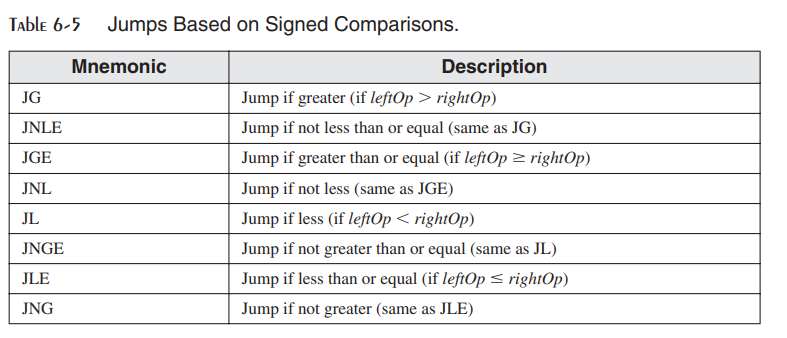 TABLE 6-5 Jumps Based on Signed Comparisons.
Mnemonic Description
JG Jump if greater (if leftOp > rightOp)
JNLE Jump if not less than or equal (same as JG)
JGE Jump if greater than or equal (if leftOp ≥ rightOp)
JNL Jump if not less (same as JGE)
JL Jump if less (if leftOp < rightOp)
JNGE Jump if not greater than or equal (same as JL)
JLE Jump if less than or equal (if leftOp ≤ rightOp)
JNG Jump if not greater (same as JLE)